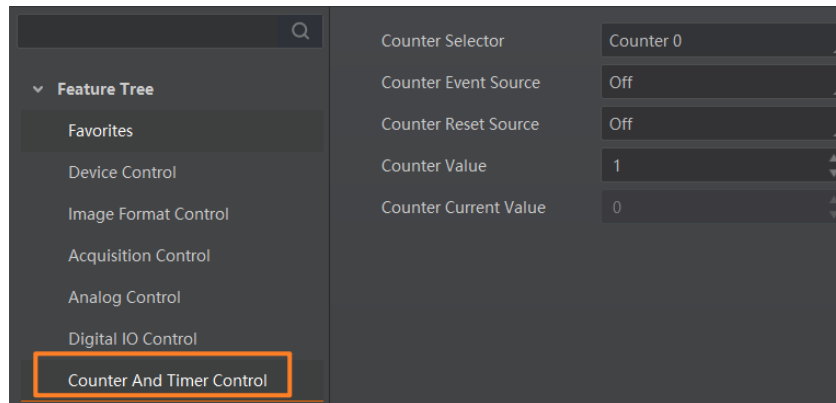 Feature Tree
Favorites
Device Control
Image Format Control
Acquisition Control
Analog Control
Digital IO Control
Counter And Timer Control
Counter Selector Counter 0
Counter Event Source Off
Counter Reset Source Off
Counter Value 1
Counter Current Value 0